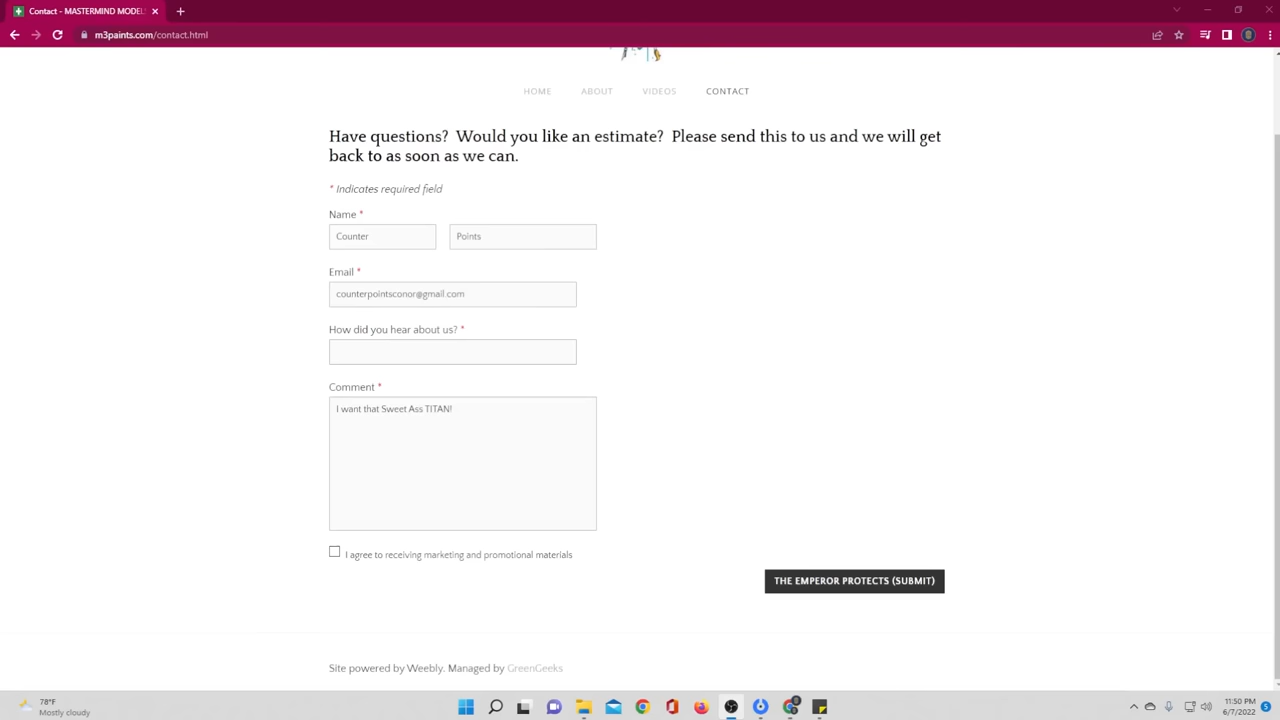 Contact - MASTERMIND MODELS
m3paints.com/contact.html
HOME ABOUT VIDEOS CONTACT
Have questions? Would you like an estimate? Please send this to us and we will get
back to as soon as we can.
* Indicates required field
Name *
Counter Points
Email *
counterpointsconor@gmail.com
How did you hear about us? *
Comment *
I want that Sweet Ass TITAN!
I agree to receiving marketing and promotional materials
THE EMPEROR PROTECTS (SUBMIT)
Site powered by Weebly. Managed by GreenGeeks
78°F
Mostly cloudy
11:50 PM
6/7/2022
5